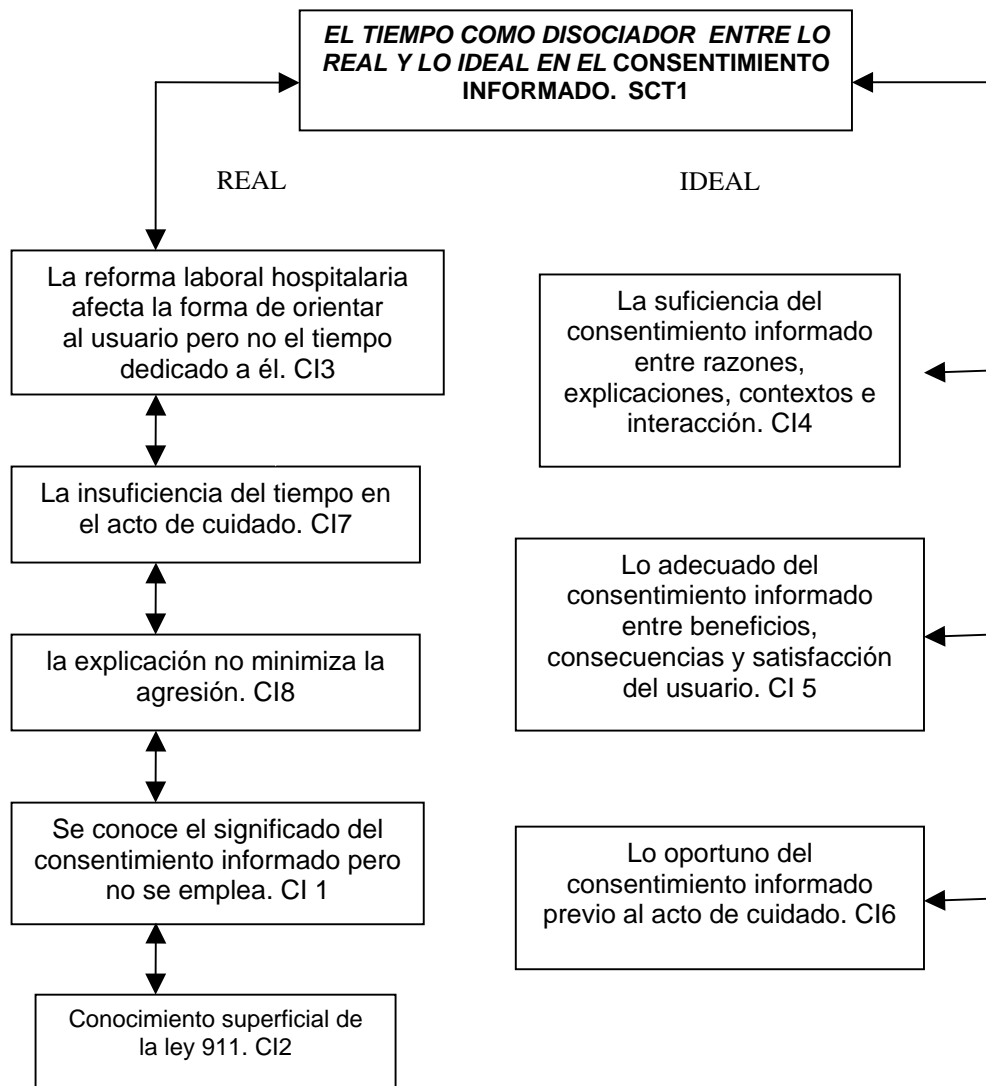 EL TIEMPO COMO DISOCIADOR ENTRE LO
REAL Y LO IDEAL EN EL CONSENTIMIENTO
INFORMADO. SCT1
REAL
IDEAL
La reforma laboral hospitalaria
afecta la forma de orientar
al usuario pero no el tiempo
dedicado a él. CI3
La suficiencia del
consentimiento informado
entre razones,
explicaciones, contextos e
interacción. CI4
La insuficiencia del tiempo en
el acto de cuidado. CI7
Lo adecuado del
consentimiento informado
entre beneficios,
consecuencias y satisfacción
del usuario. CI 5
la explicación no minimiza la
agresión. CI8
Se conoce el significado del
consentimiento informado pero
no se emplea. CI 1
Lo oportuno del
consentimiento informado
previo al acto de cuidado. CI6
Conocimiento superficial de
la ley 911. CI2